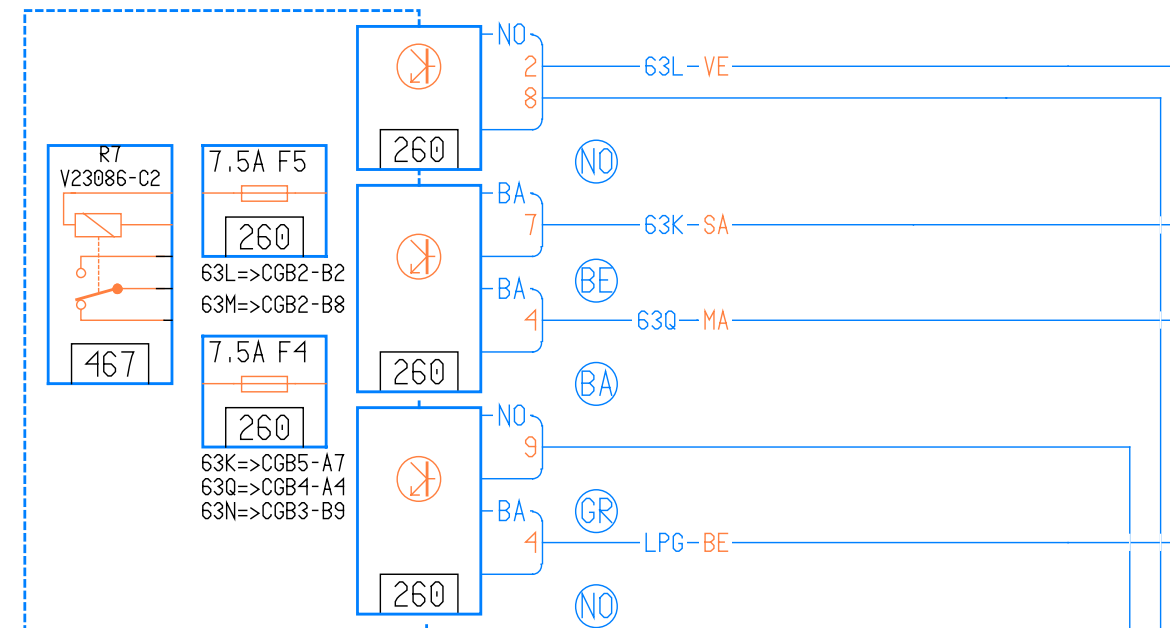 NO
2
63L VE
8
260
NO
R7
V23086-C2
467
7.5A F5
260
63L=>CGB2-B2
63M=>CGB2-B8
BA
7
63K SA
BE
BA
4
63Q MA
260
BA
7.5A F4
260
63K=>CGB5-A7
63Q=>CGB4-A4
63N=>CGB3-B9
NO
9
GR
BA
4
LPG BE
260
NO